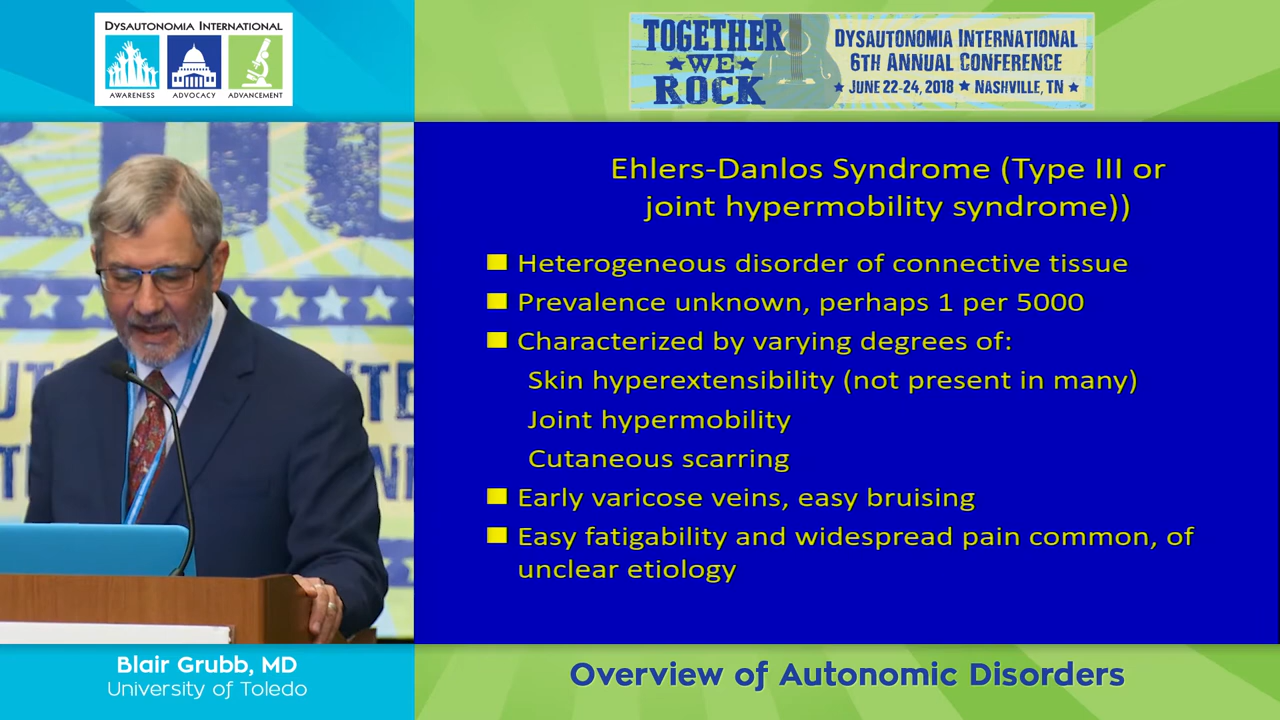 DYSAUTONOMIA INTERNATIONAL
AWARENESS
ADVOCACY
ADVANCEMENT
TOGETHER
WE
ROCK
DYSAUTONOMIA INTERNATIONAL
6TH ANNUAL CONFERENCE
JUNE 22-24, 2018 ★ NASHVILLE, TN
Ehlers-Danlos Syndrome (Type III or
joint hypermobility syndrome))
Heterogeneous disorder of connective tissue
Prevalence unknown, perhaps 1 per 5000
Characterized by varying degrees of:
Skin hyperextensibility (not present in many)
Joint hypermobility
Cutaneous scarring
Early varicose veins, easy bruising
Easy fatigability and widespread pain common, of
unclear etiology
Blair Grubb, MD
University of Toledo
Overview of Autonomic Disorders